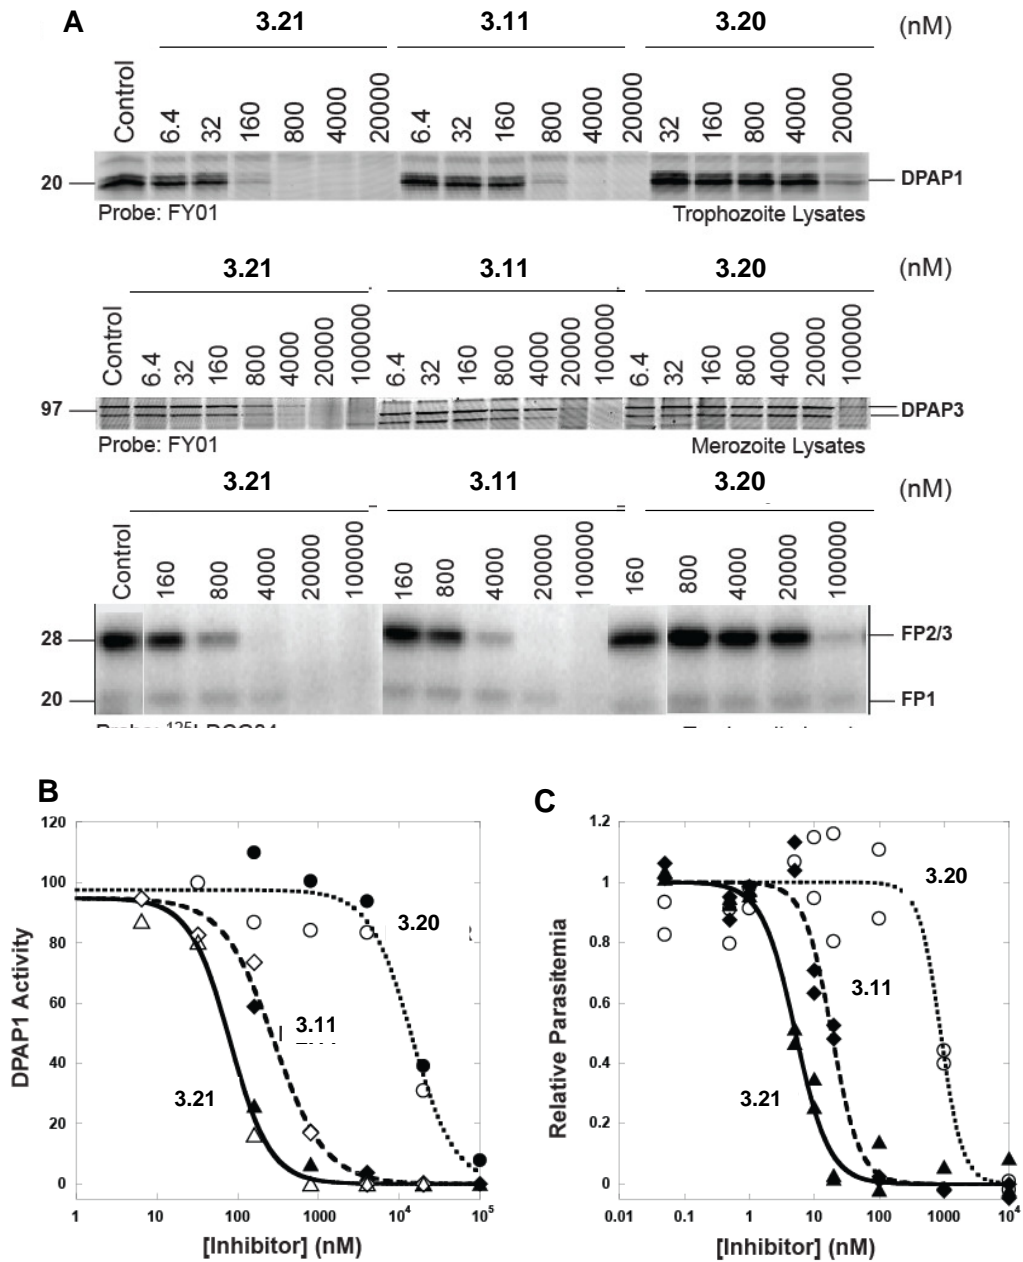 A
3.21 3.11 3.20 (nM)
Control 6.4 32 160 800 4000 20000 6.4 32 160 800 4000 20000 32 160 800 4000 20000
20 DPAP1
Probe: FY01 Trophozoite Lysates
3.21 3.11 3.20 (nM)
Control 6.4 32 160 800 4000 20000 100000 6.4 32 160 800 4000 20000 100000 6.4 32 160 800 4000 20000 100000
97 DPAP3
Probe: FY01 Merozoite Lysates
3.21 3.11 3.20 (nM)
Control 160 800 4000 20000 100000 160 800 4000 20000 100000 160 800 4000 20000 100000
28 FP2/3
20 FP1
B
DPAP1 Activity
120
100
80
60
40
20
0
3.20
3.11
3.21
1 10 100 1000 10⁴ 10⁵
[Inhibitor] (nM)
C
Relative Parasitemia
1.2
1
0.8
0.6
0.4
0.2
0
3.20
3.11
3.21
0.01 0.1 1 10 100 1000 10⁴
[Inhibitor] (nM)